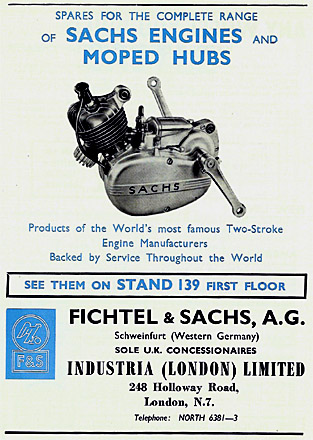 SPARES FOR THE COMPLETE RANGE
OF SACHS ENGINES AND
MOPED HUBS
SACHS
Products of the World's most famous Two-Stroke
Engine Manufacturers
Backed by Service Throughout the World
SEE THEM ON STAND 139 FIRST FLOOR
F&S
FICHTEL & SACHS, A.G.
Schweinfurt (Western Germany)
SOLE U.K. CONCESSIONAIRES
INDUSTRIA (LONDON) LIMITED
248 Holloway Road,
London, N.7.
Telephone: NORTH 6381—3